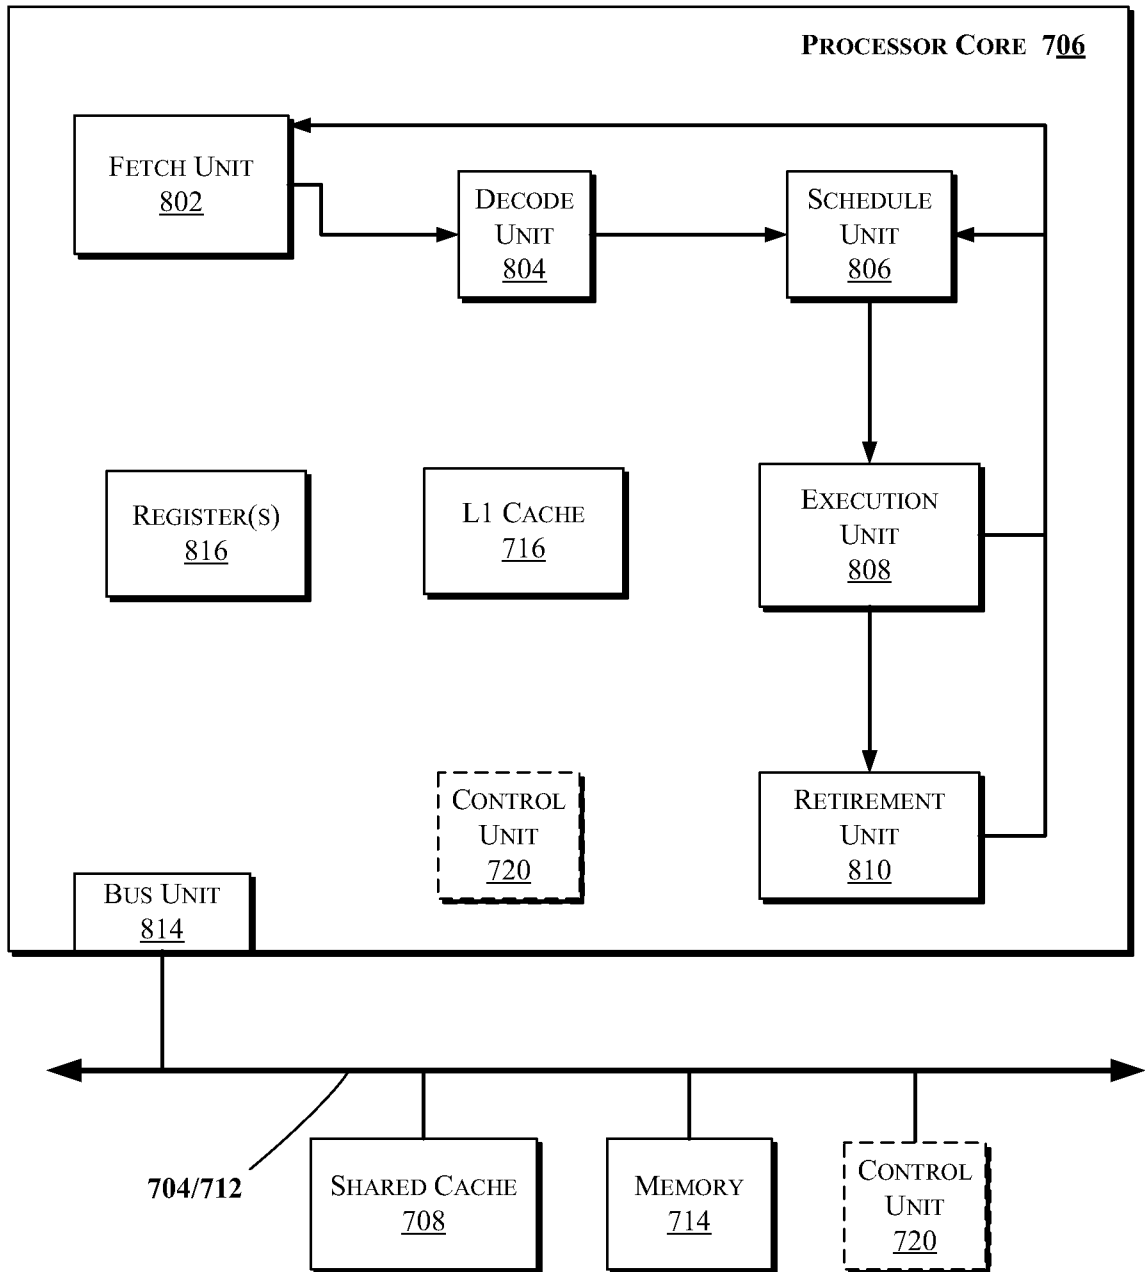 PROCESSOR CORE 706
FETCH UNIT
802
DECODE
UNIT
804
SCHEDULE
UNIT
806
REGISTER(S)
816
L1 CACHE
716
EXECUTION
UNIT
808
CONTROL
UNIT
720
RETIREMENT
UNIT
810
BUS UNIT
814
704/712
SHARED CACHE
708
MEMORY
714
CONTROL
UNIT
720